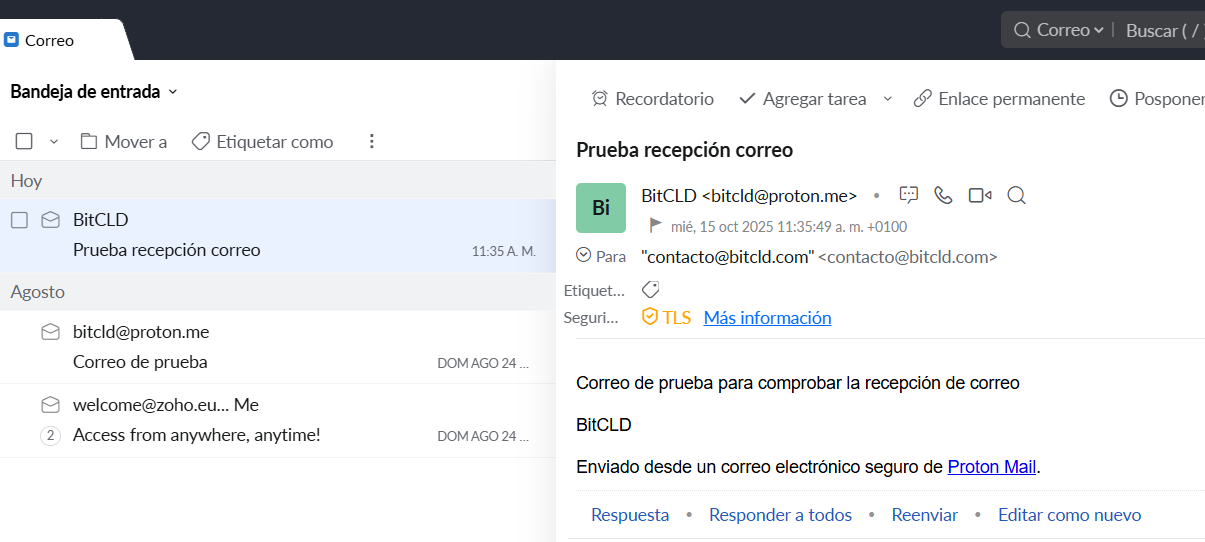 Correo
Correo
Buscar ( / )
Bandeja de entrada
Mover a
Etiquetar como
Hoy
BitCLD
Prueba recepción correo
11:35 A. M.
Agosto
bitcld@proton.me
Correo de prueba
DOM AGO 24 ...
welcome@zoho.eu... Me
2
Access from anywhere, anytime!
DOM AGO 24 ...
Recordatorio
Agregar tarea
Enlace permanente
Posponer
Prueba recepción correo
Bi
BitCLD <bitcld@proton.me>
mié, 15 oct 2025 11:35:49 a. m. +0100
Para "contacto@bitcld.com" <contacto@bitcld.com>
Etiquet...
Seguri... TLS Más información
Correo de prueba para comprobar la recepción de correo
BitCLD
Enviado desde un correo electrónico seguro de Proton Mail.
Respuesta • Responder a todos • Reenviar • Editar como nuevo